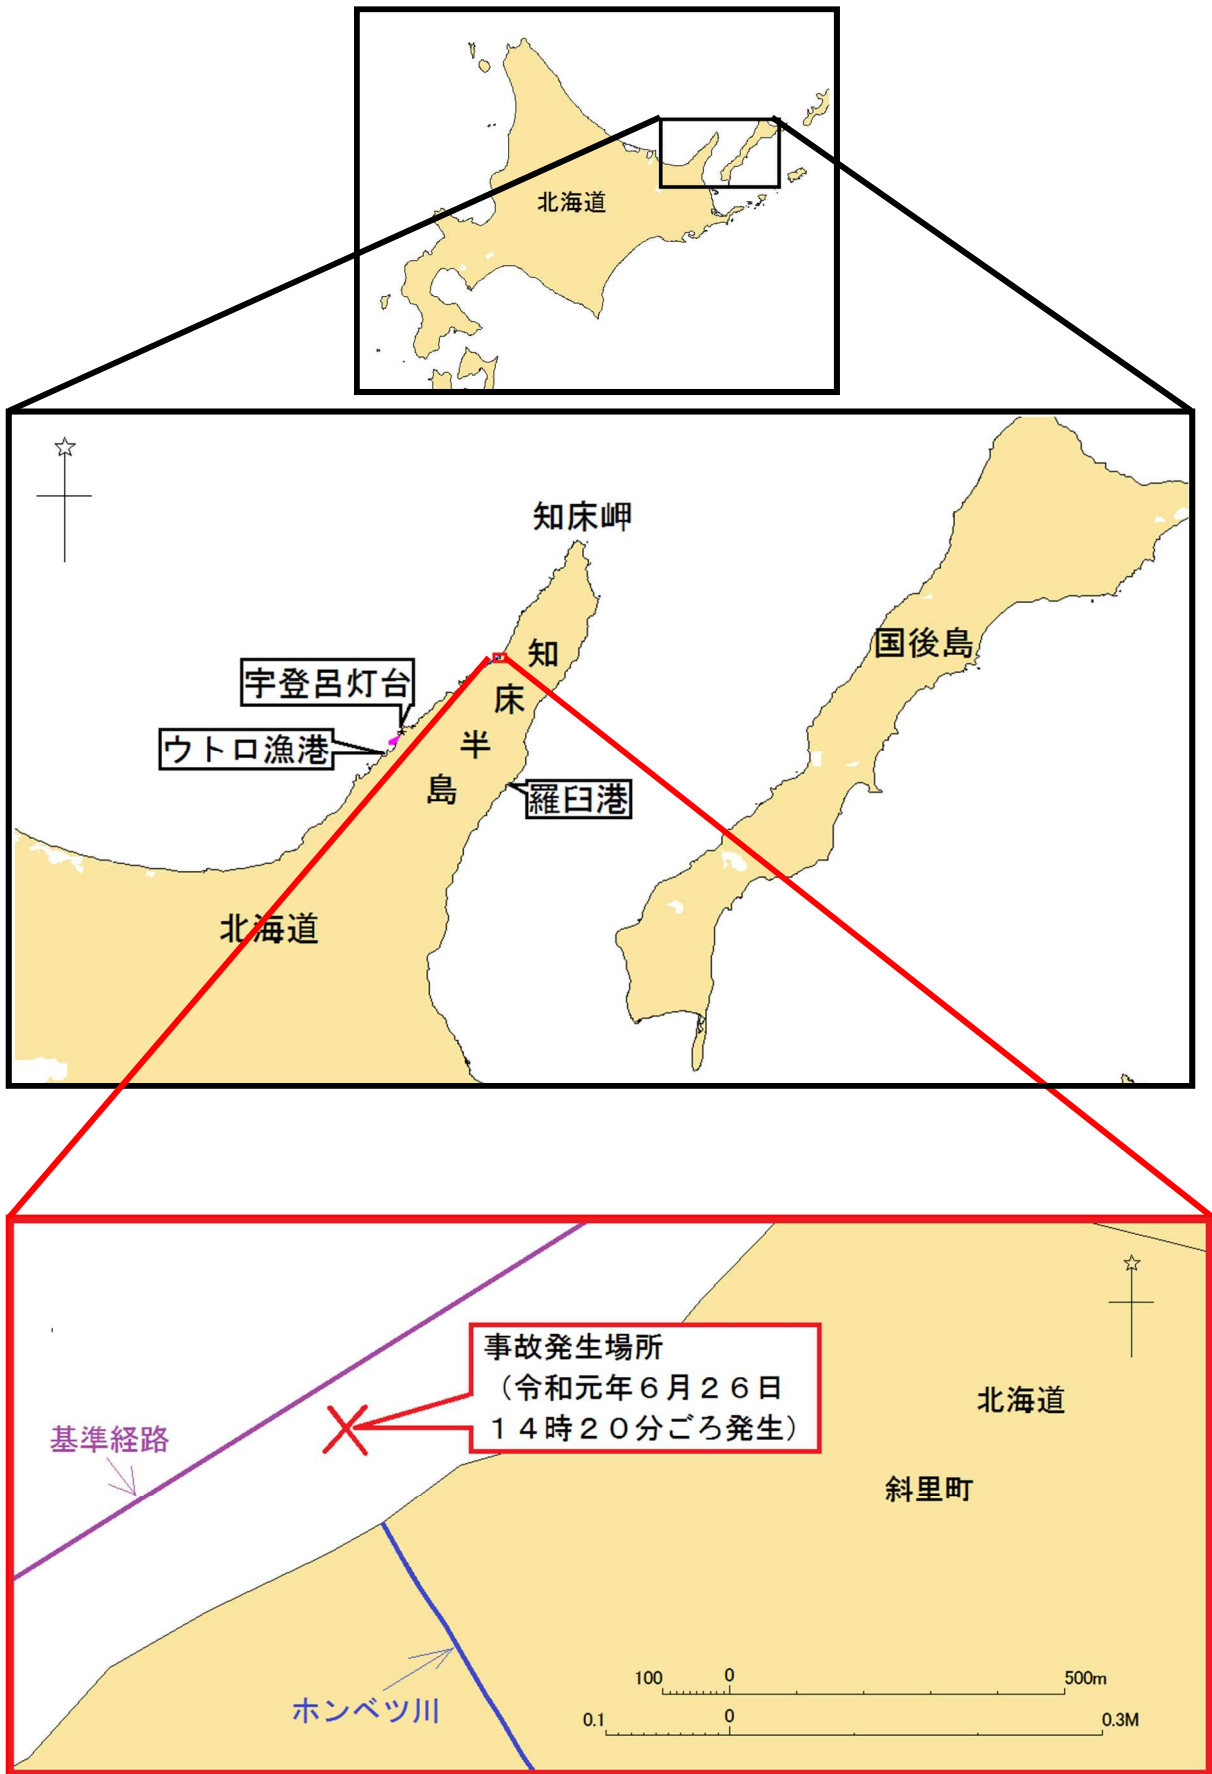 北海道
知床岬
国後島
知床半島
宇登呂灯台
ウトロ漁港
羅臼港
北海道
事故発生場所
（令和元年６月２６日
１４時２０分ごろ発生）
北海道
基準経路
斜里町
ホンベツ川
100 0 500m
0.1 0 0.3M